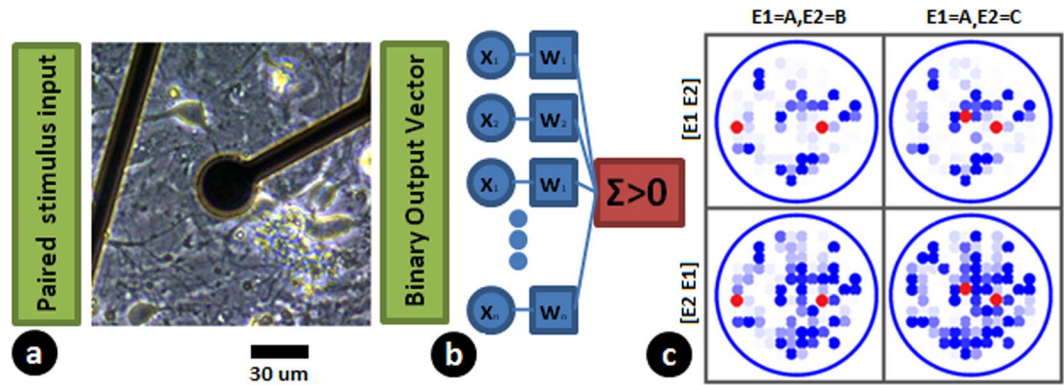 Paired stimulus input
a
30 um
Binary Output Vector
b
X₁ W₁
X₂ W₂
X₁ W₁
Xₙ Wₙ
Σ>0
c
E1=A,E2=B E1=A,E2=C
[E1 E2]
[E2 E1]